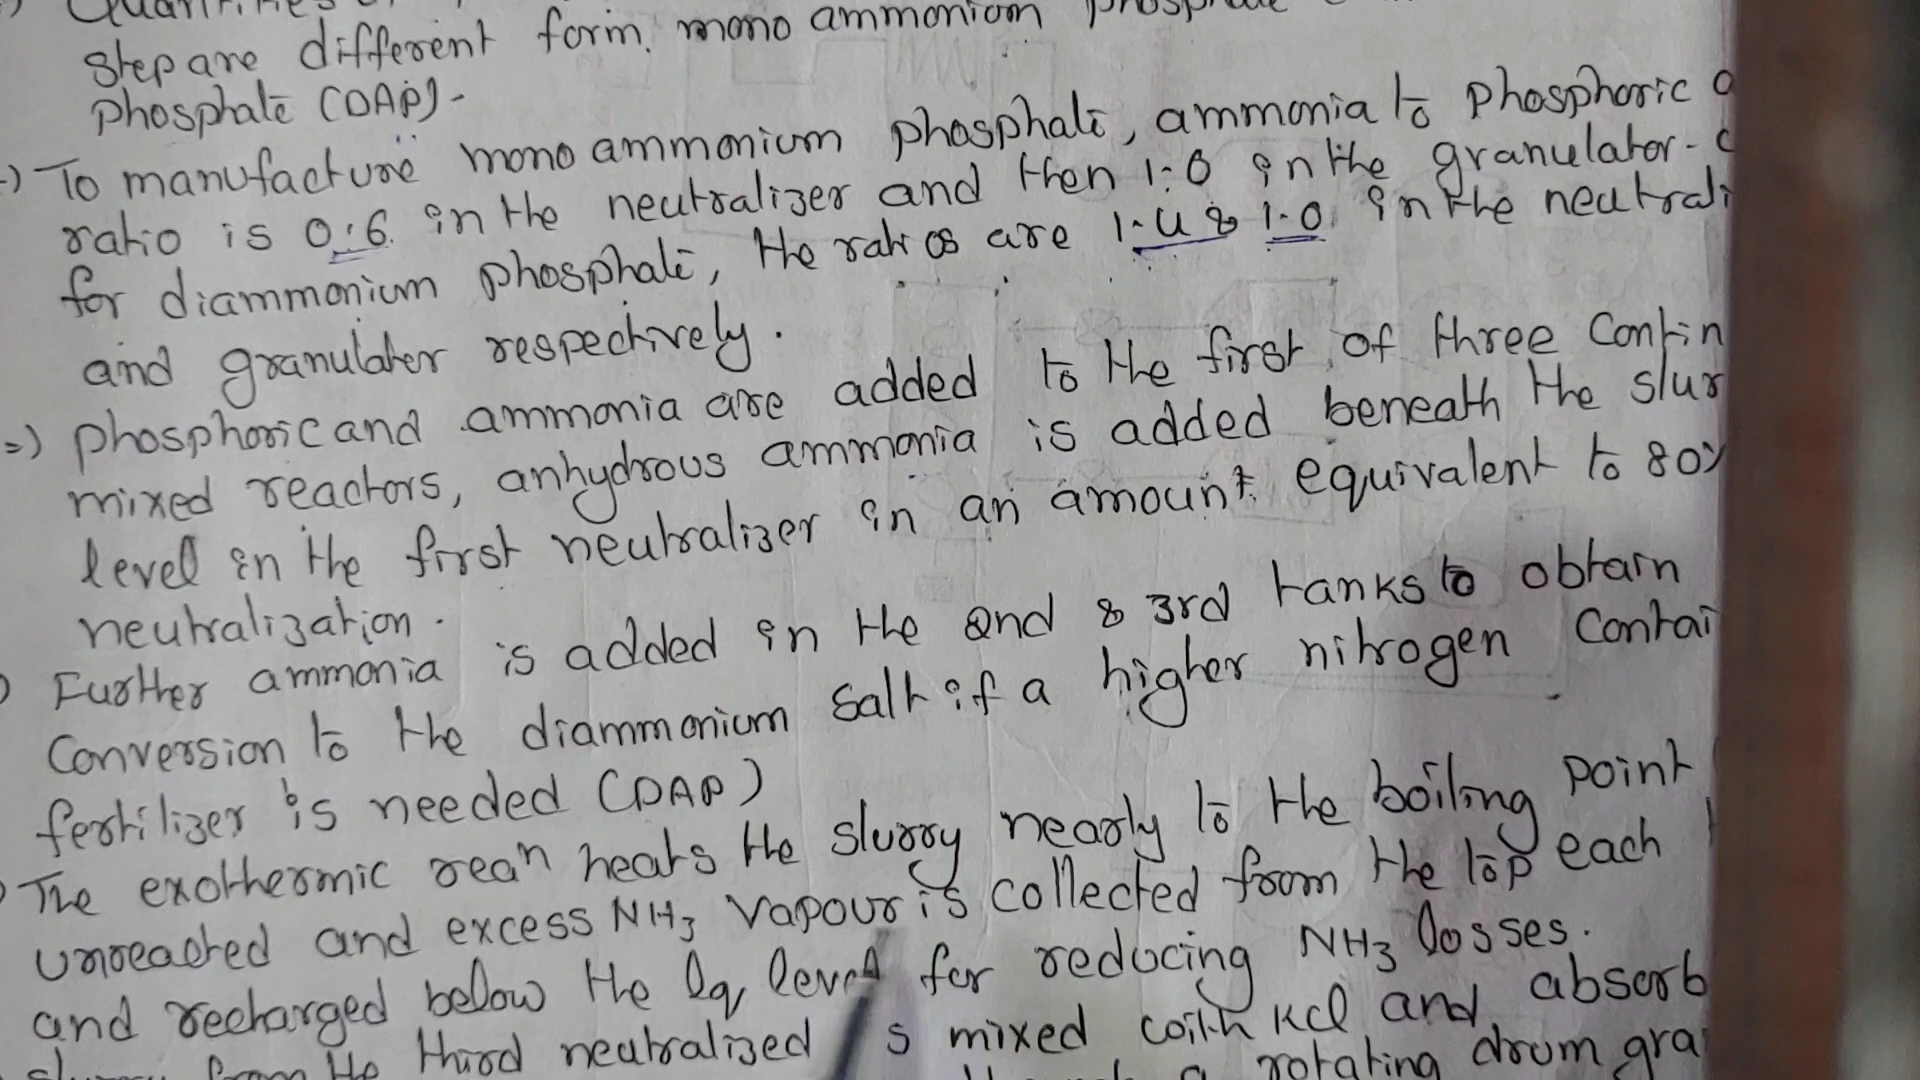 step are different form. mono ammoniom
phosphate (DAP)-
To manufacture mono ammonium phosphate, ammonia to phosphoric
ratio is 0.6 in the neutralizer and then 1:0 in the granulator-
for diammonium phosphate, the ratios are 1.4 & 1.0 in the neutrali
and granulater respectively.
=) phosphoric and ammonia are added to the first of three Contin
mixed reactors, anhydrous ammonia is added beneath the slur
level in the first neutralizer in an amount equivalent to 80%
neutralization.
Further ammonia is added in the 2nd & 3rd tanks to obtain
Conversion to the diammonium salt if a higher nitrogen Contai
fertilizer is needed (DAP)
The exothermic reaⁿ heats the slurry nearly to the boiling point
unreacted and excess NH3 vapour is collected from the top each
and recharged below the lq level for reducing NH3 losses.
from the third neutralized s mixed with KCl and absorb
a rotating drum gra